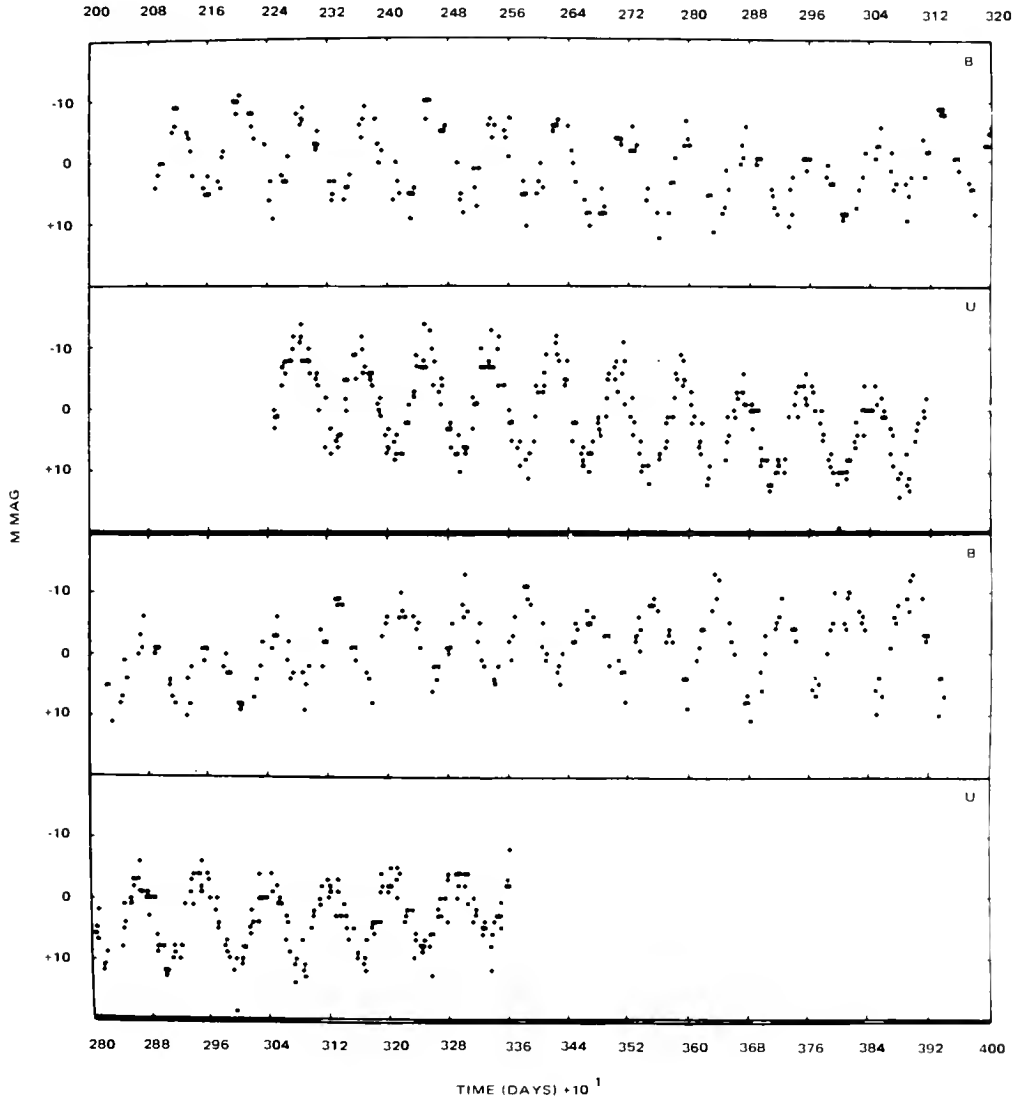 200 208 216 224 232 240 248 256 264 272 280 288 296 304 312 320
B
-10
0
+10
U
-10
0
+10
M MAG
B
-10
0
+10
U
-10
0
+10
280 288 296 304 312 320 328 336 344 352 360 368 376 384 392 400
TIME (DAYS) +10 1